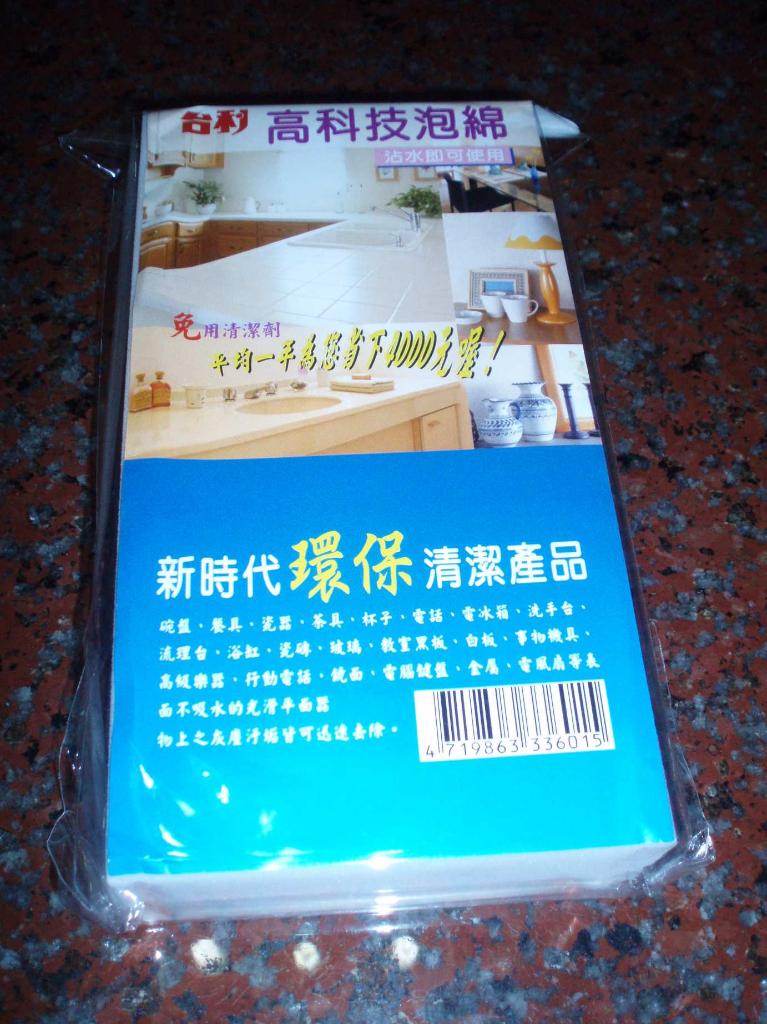 台利 高科技泡綿
沾水即可使用
免用清潔劑
平均一年為您省下4000元喔！
新時代環保清潔產品
碗盤、餐具、瓷器、茶具、杯子、電話、電冰箱、洗手台、
流理台、浴缸、瓷磚、玻璃、教室黑板、白板、事物機具、
高級樂器、行動電話、鏡面、電腦鍵盤、金屬、電風扇等表
面不吸水的光滑平面器
物上之灰塵汙垢皆可迅速去除。
4 719863 336015